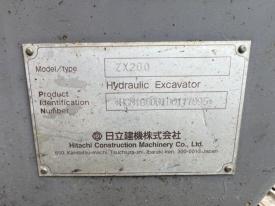 Model/type ZX200
Hydraulic Excavator
Product
Identification
Number
日立建機株式会社
Hitachi Construction Machinery Co., Ltd.